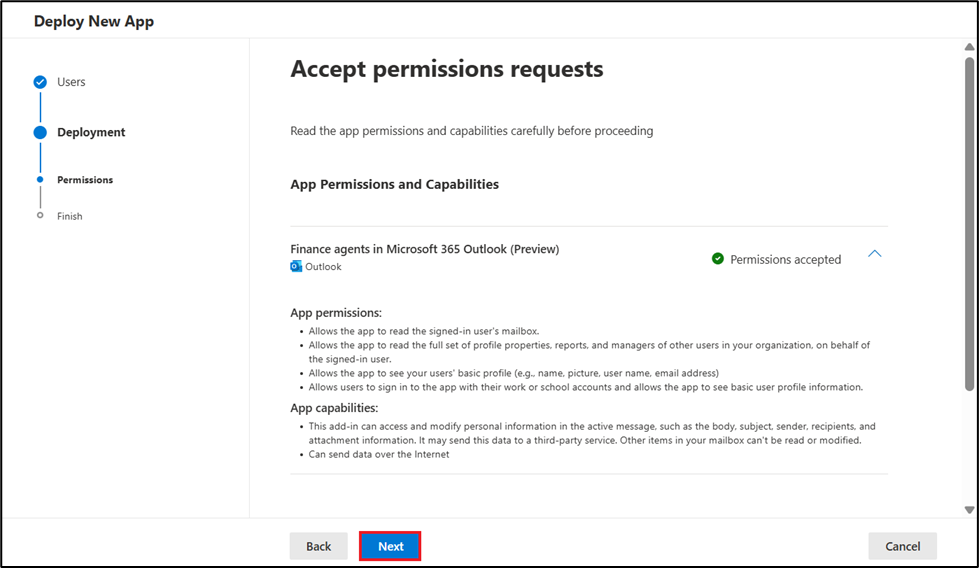 Deploy New App
Users
Deployment
Permissions
Finish
Accept permissions requests
Read the app permissions and capabilities carefully before proceeding
App Permissions and Capabilities
Finance agents in Microsoft 365 Outlook (Preview)
Outlook
Permissions accepted
App permissions:
• Allows the app to read the signed-in user's mailbox.
• Allows the app to read the full set of profile properties, reports, and managers of other users in your organization, on behalf of
the signed-in user.
• Allows the app to see your users' basic profile (e.g., name, picture, user name, email address)
• Allows users to sign in to the app with their work or school accounts and allows the app to see basic user profile information.
App capabilities:
• This add-in can access and modify personal information in the active message, such as the body, subject, sender, recipients, and
attachment information. It may send this data to a third-party service. Other items in your mailbox can't be read or modified.
• Can send data over the Internet
Back
Next
Cancel